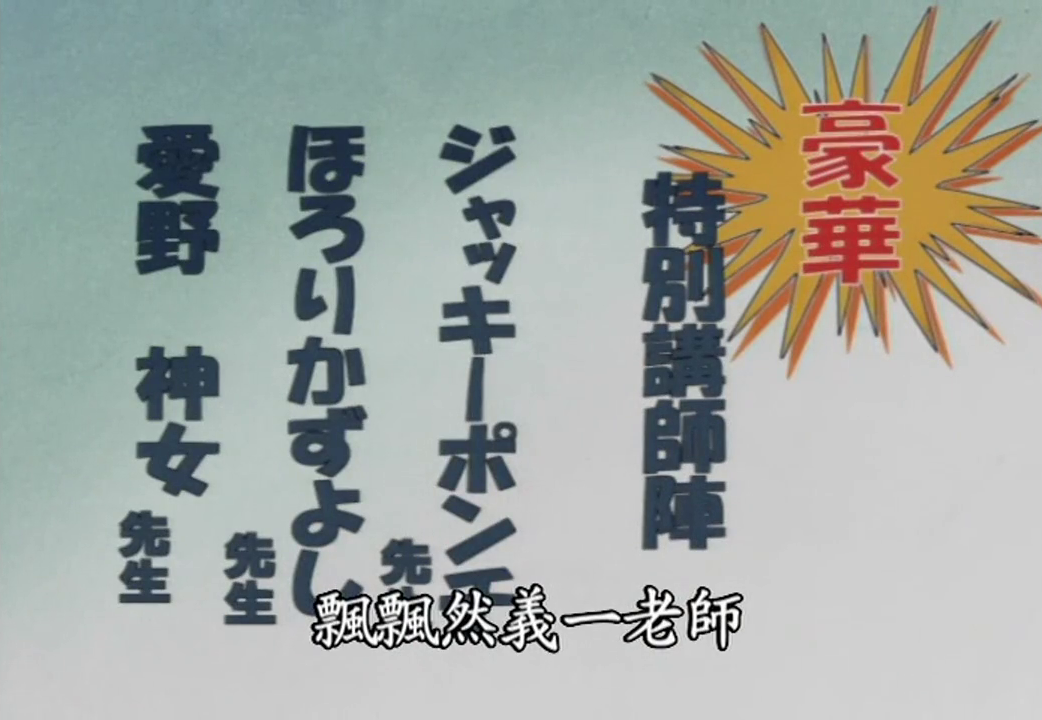 豪華
特別講師陣
ジャッキーポンチ
先生
ほろりかずよし
先生
愛野 神女
先生
飄飄然義一老師